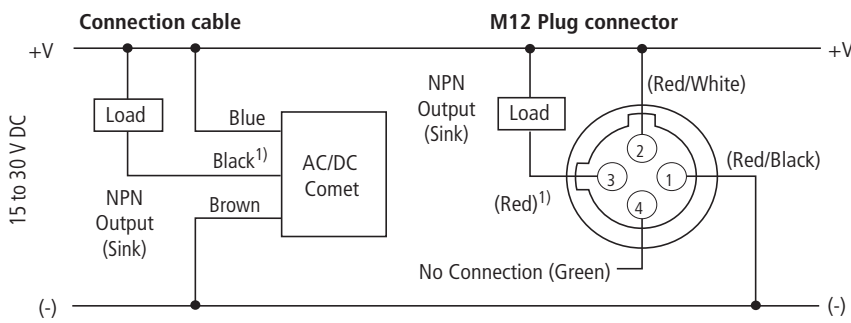 Connection cable
M12 Plug connector
+V
+V
15 to 30 V DC
Load
Blue
Black1)
Brown
AC/DC
Comet
NPN
Output
(Sink)
NPN
Output
(Sink)
Load
(Red/White)
(Red/Black)
(Red)1)
2
3
1
4
No Connection (Green)
(-)
(-)